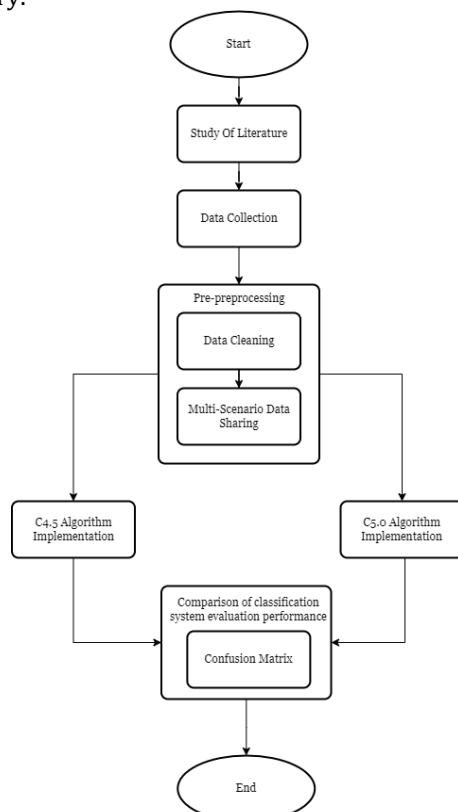 ry.
Start
Study Of Literature
Data Collection
Pre-preprocessing
Data Cleaning
Multi-Scenario Data
Sharing
C4.5 Algorithm
Implementation
C5.0 Algorithm
Implementation
Comparison of classification
system evaluation performance
Confusion Matrix
End